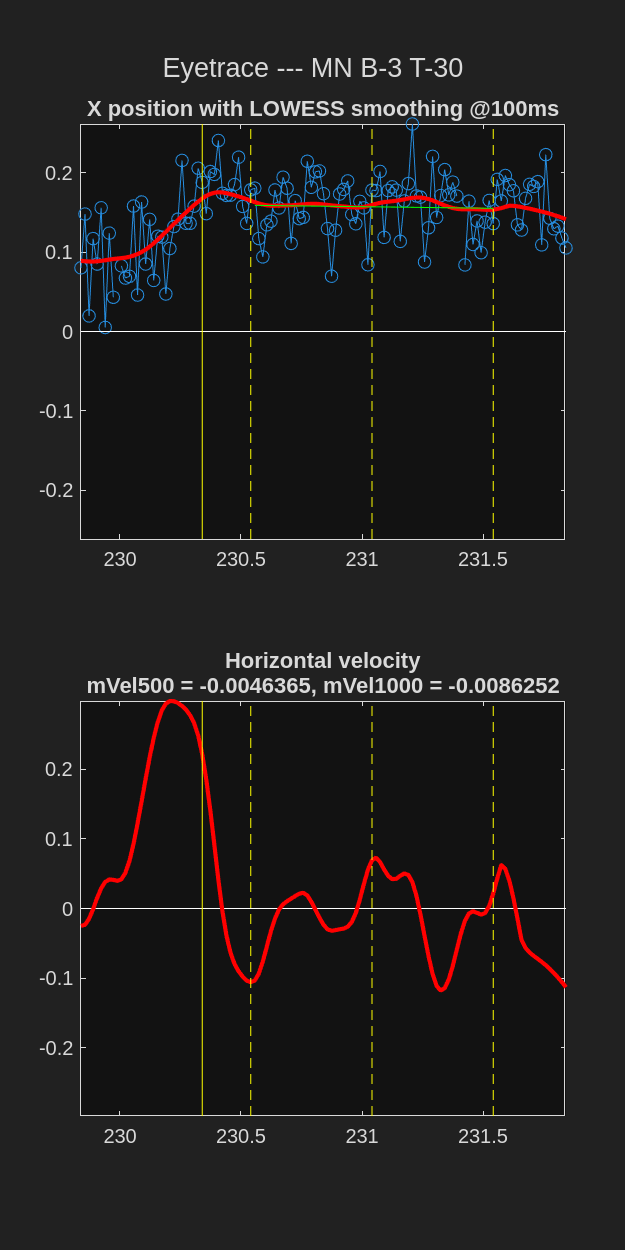 Eyetrace --- MN B-3 T-30
X position with LOWESS smoothing @100ms
0.2
0.1
0
-0.1
-0.2
230 230.5 231 231.5
Horizontal velocity
mVel500 = -0.0046365, mVel1000 = -0.0086252
0.2
0.1
0
-0.1
-0.2
230 230.5 231 231.5